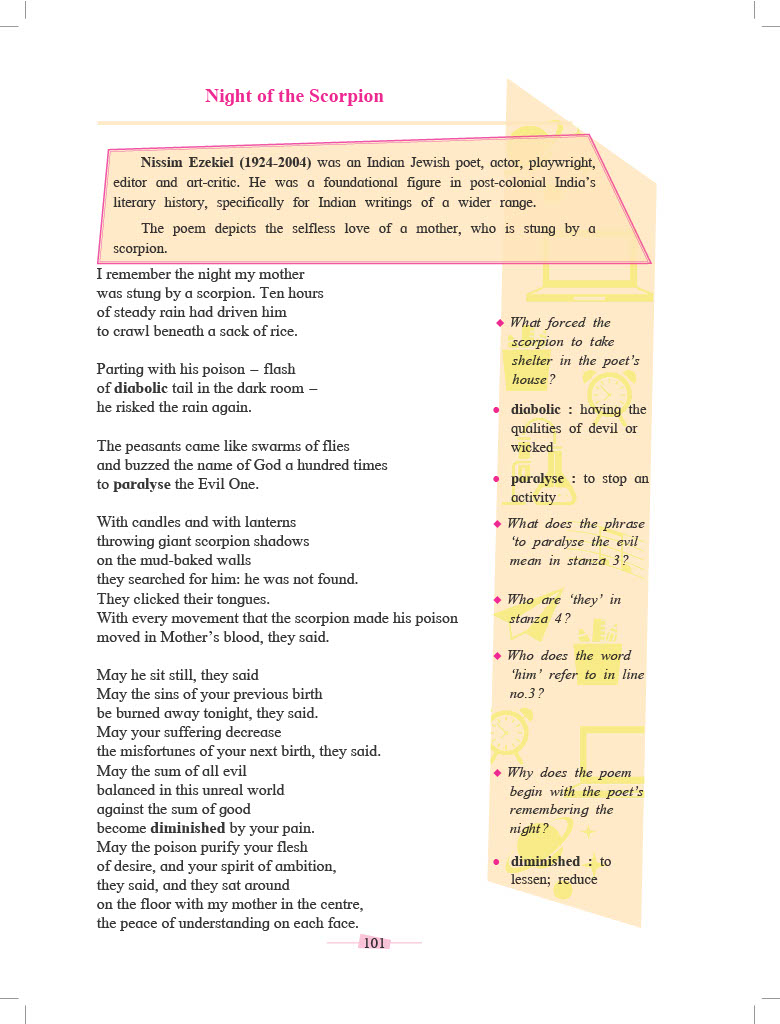 Night of the Scorpion
Nissim Ezekiel (1924-2004) was an Indian Jewish poet, actor, playwright,
editor and art-critic. He was a foundational figure in post-colonial India's
literary history, specifically for Indian writings of a wider range.
The poem depicts the selfless love of a mother, who is stung by a
scorpion.
I remember the night my mother
was stung by a scorpion. Ten hours
of steady rain had driven him
to crawl beneath a sack of rice.
Parting with his poison – flash
of diabolic tail in the dark room –
he risked the rain again.
The peasants came like swarms of flies
and buzzed the name of God a hundred times
to paralyse the Evil One.
With candles and with lanterns
throwing giant scorpion shadows
on the mud-baked walls
they searched for him: he was not found.
They clicked their tongues.
With every movement that the scorpion made his poison
moved in Mother's blood, they said.
May he sit still, they said
May the sins of your previous birth
be burned away tonight, they said.
May your suffering decrease
the misfortunes of your next birth, they said.
May the sum of all evil
balanced in this unreal world
against the sum of good
become diminished by your pain.
May the poison purify your flesh
of desire, and your spirit of ambition,
they said, and they sat around
on the floor with my mother in the centre,
the peace of understanding on each face.
◆ What forced the
scorpion to take
shelter in the poet's
house?
● diabolic : having the
qualities of devil or
wicked
● paralyse : to stop an
activity
◆ What does the phrase
'to paralyse the evil
mean in stanza 3?
◆ Who are 'they' in
stanza 4?
◆ Who does the word
'him' refer to in line
no.3?
◆ Why does the poem
begin with the poet's
remembering the
night?
● diminished : to
lessen; reduce
101